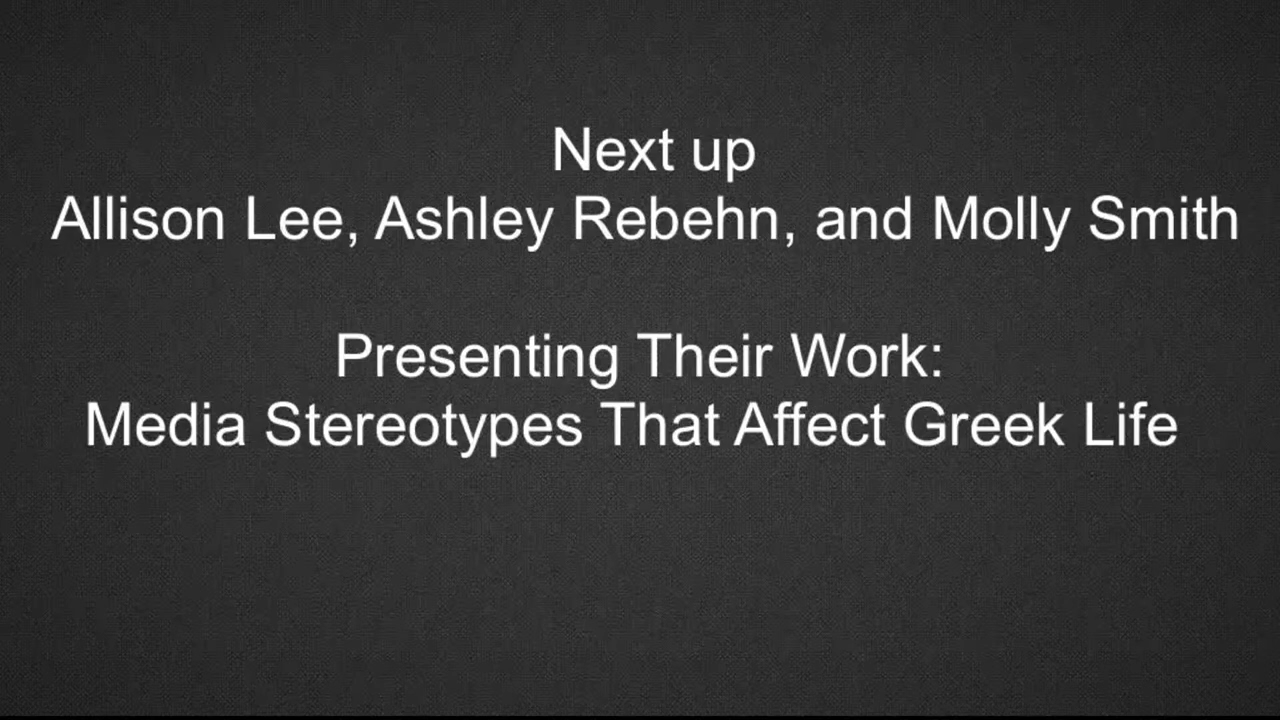 Next up
Allison Lee, Ashley Rebehn, and Molly Smith
Presenting Their Work:
Media Stereotypes That Affect Greek Life